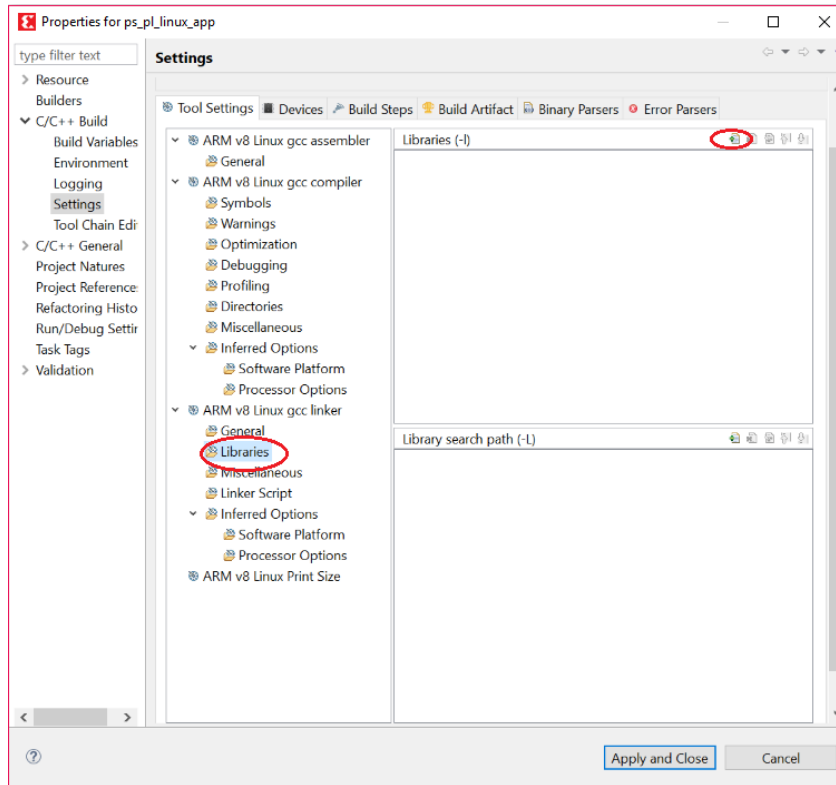 Properties for ps_pl_linux_app
type filter text
Resource
Builders
C/C++ Build
Build Variables
Environment
Logging
Settings
Tool Chain Edi
C/C++ General
Project Natures
Project Reference
Refactoring Histo
Run/Debug Settir
Task Tags
Validation
Settings
Tool Settings Devices Build Steps Build Artifact Binary Parsers Error Parsers
ARM v8 Linux gcc assembler
General
ARM v8 Linux gcc compiler
Symbols
Warnings
Optimization
Debugging
Profiling
Directories
Miscellaneous
Inferred Options
Software Platform
Processor Options
ARM v8 Linux gcc linker
General
Libraries
Miscellaneous
Linker Script
Inferred Options
Software Platform
Processor Options
ARM v8 Linux Print Size
Libraries (-l)
Library search path (-L)
Apply and Close
Cancel